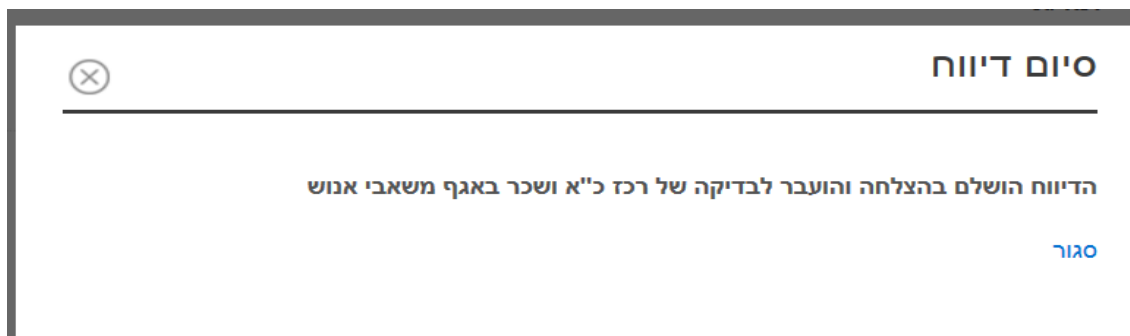 סיום דיווח
הדיווח הושלם בהצלחה והועבר לבדיקה של רכז כ"א ושכר באגף משאבי אנוש
סגור